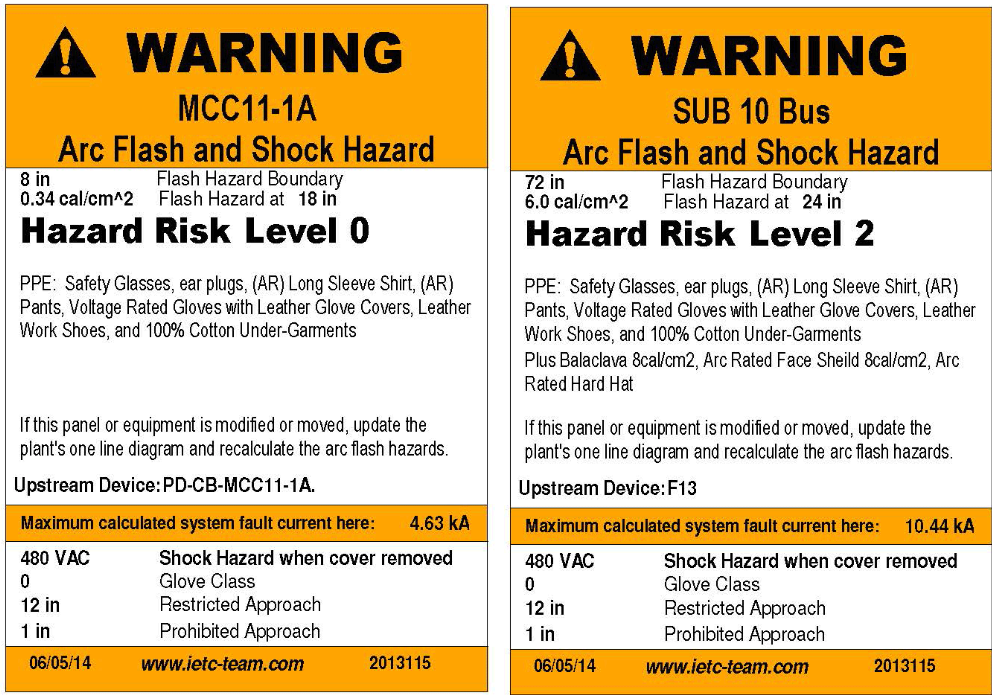 WARNING
MCC11-1A
Arc Flash and Shock Hazard
8 in Flash Hazard Boundary
0.34 cal/cm^2 Flash Hazard at 18 in
Hazard Risk Level 0
PPE: Safety Glasses, ear plugs, (AR) Long Sleeve Shirt, (AR)
Pants, Voltage Rated Gloves with Leather Glove Covers, Leather
Work Shoes, and 100% Cotton Under-Garments
If this panel or equipment is modified or moved, update the
plant's one line diagram and recalculate the arc flash hazards.
Upstream Device: PD-CB-MCC11-1A.
Maximum calculated system fault current here: 4.63 kA
480 VAC Shock Hazard when cover removed
0 Glove Class
12 in Restricted Approach
1 in Prohibited Approach
06/05/14 www.ietc-team.com 2013115
WARNING
SUB 10 Bus
Arc Flash and Shock Hazard
72 in Flash Hazard Boundary
6.0 cal/cm^2 Flash Hazard at 24 in
Hazard Risk Level 2
PPE: Safety Glasses, ear plugs, (AR) Long Sleeve Shirt, (AR)
Pants, Voltage Rated Gloves with Leather Glove Covers, Leather
Work Shoes, and 100% Cotton Under-Garments
Plus Balaclava 8cal/cm2, Arc Rated Face Sheild 8cal/cm2, Arc
Rated Hard Hat
If this panel or equipment is modified or moved, update the
plant's one line diagram and recalculate the arc flash hazards.
Upstream Device: F13
Maximum calculated system fault current here: 10.44 kA
480 VAC Shock Hazard when cover removed
0 Glove Class
12 in Restricted Approach
1 in Prohibited Approach
06/05/14 www.ietc-team.com 2013115